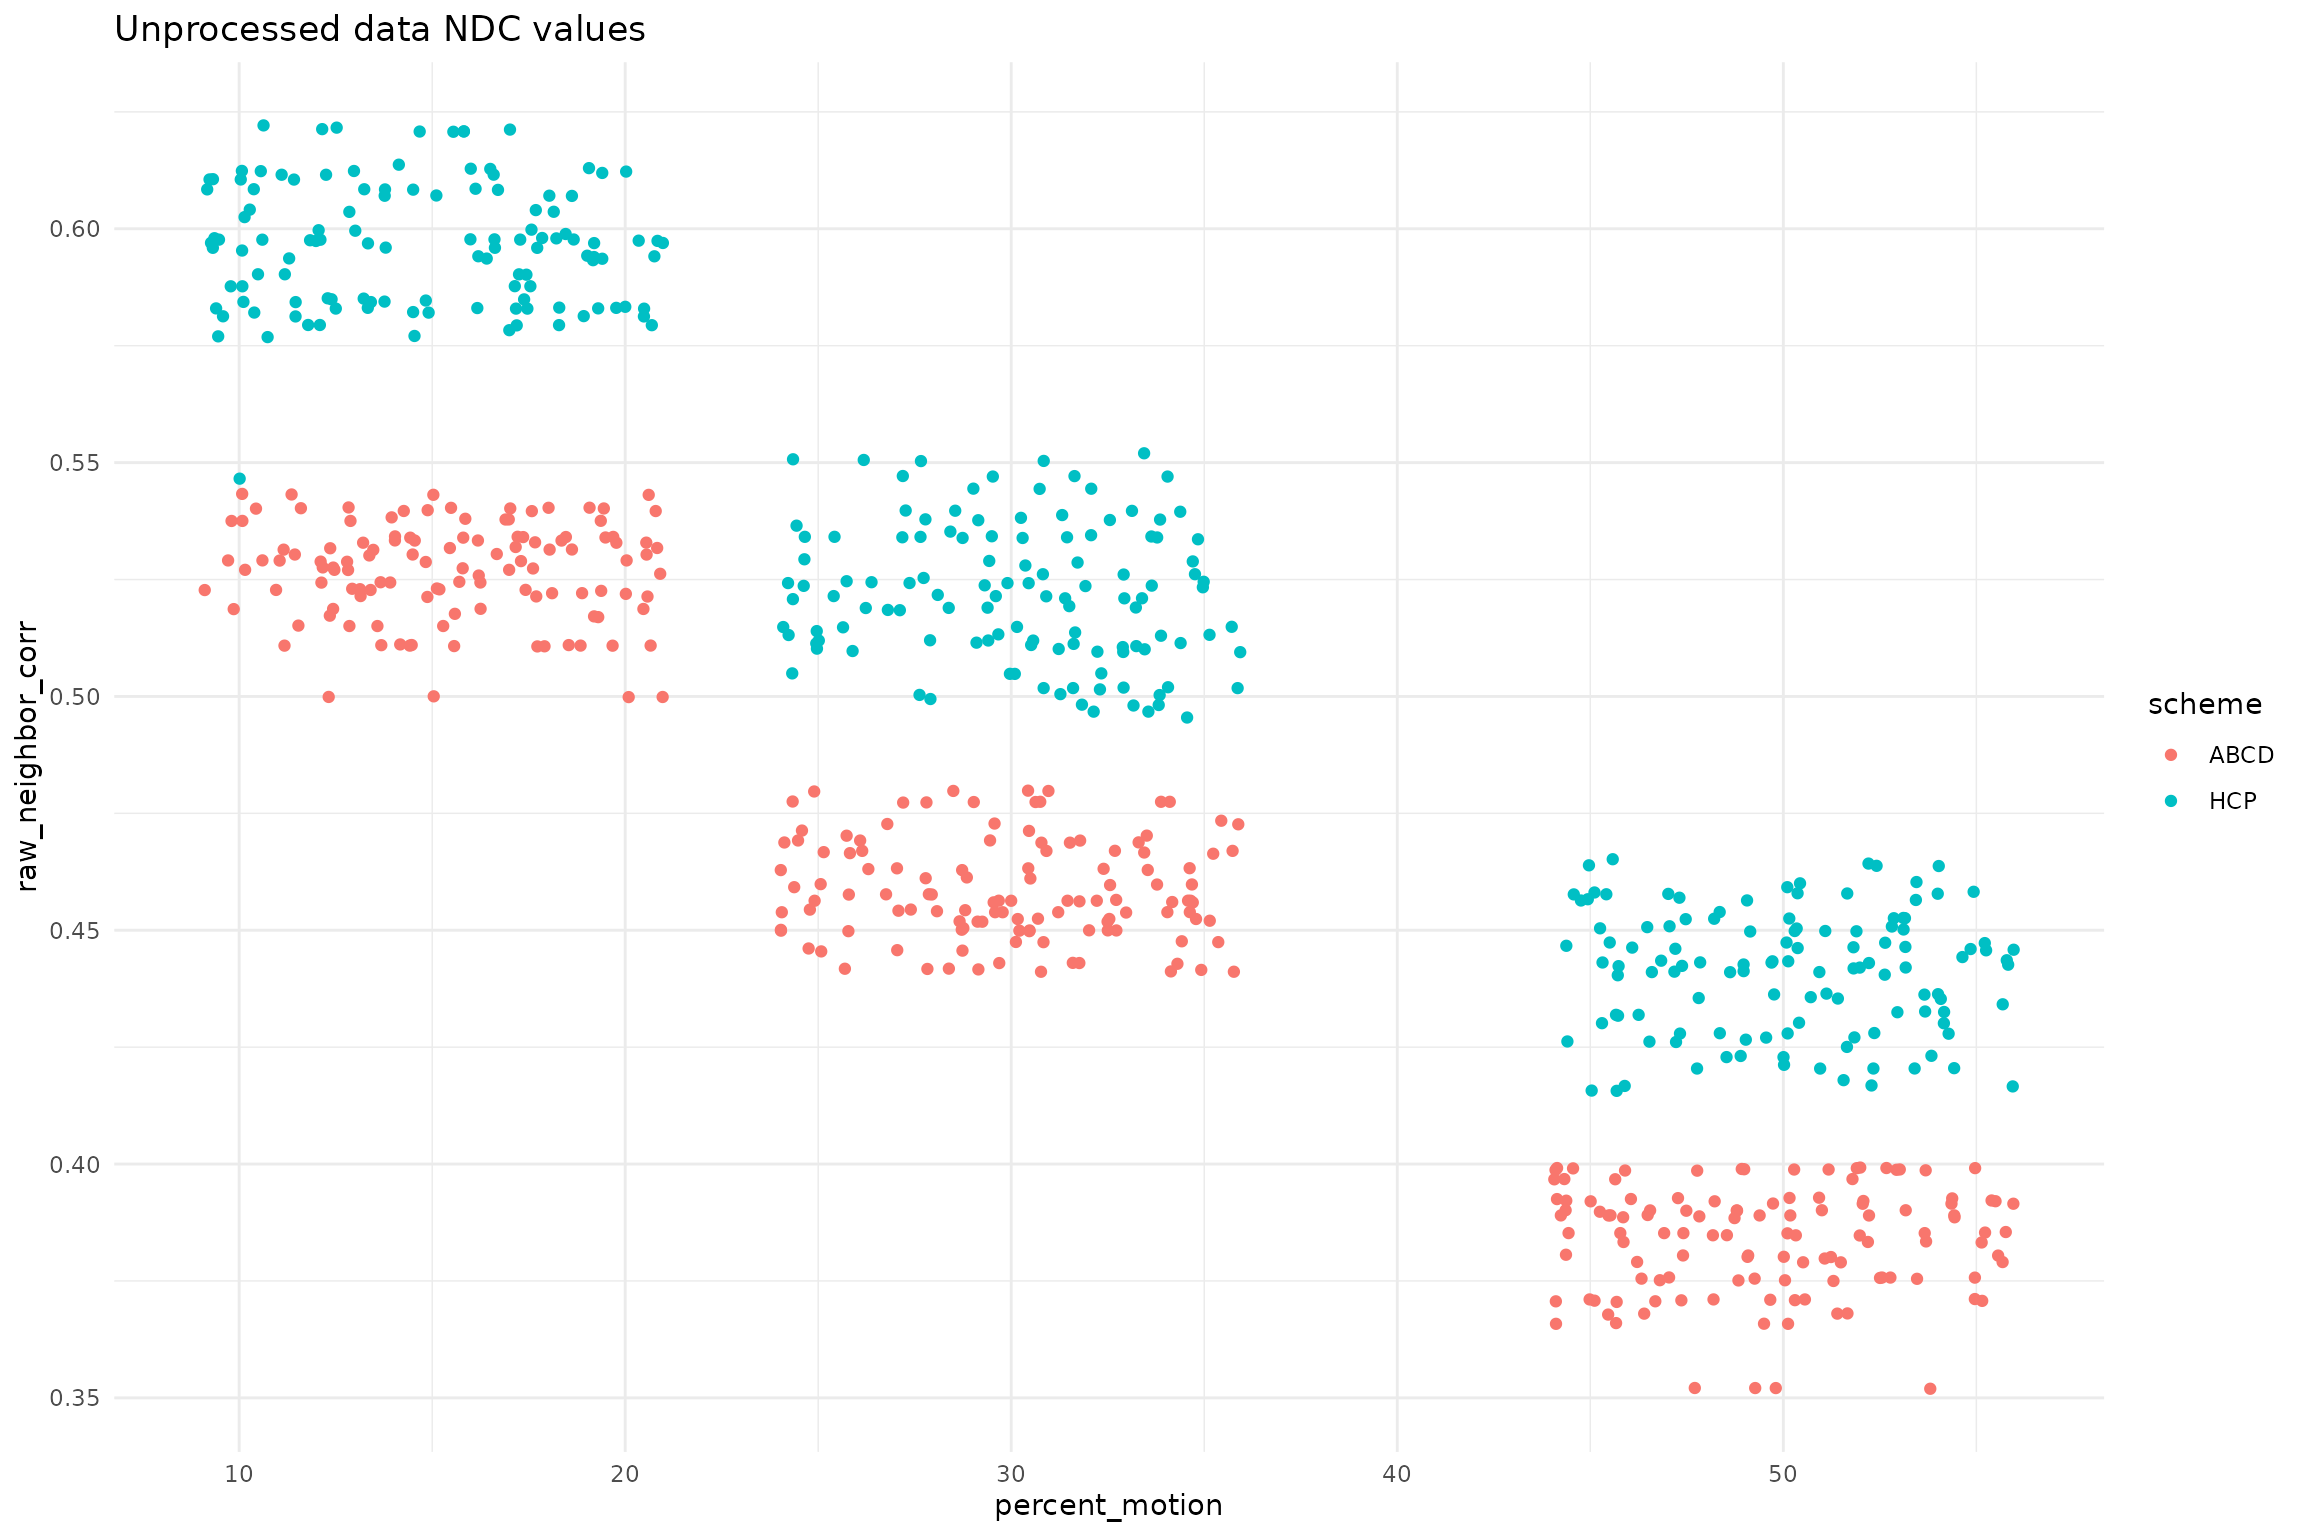 Unprocessed data NDC values
raw_neighbor_corr
0.60
0.55
0.50
0.45
0.40
0.35
10 20 30 40 50
percent_motion
scheme
ABCD
HCP